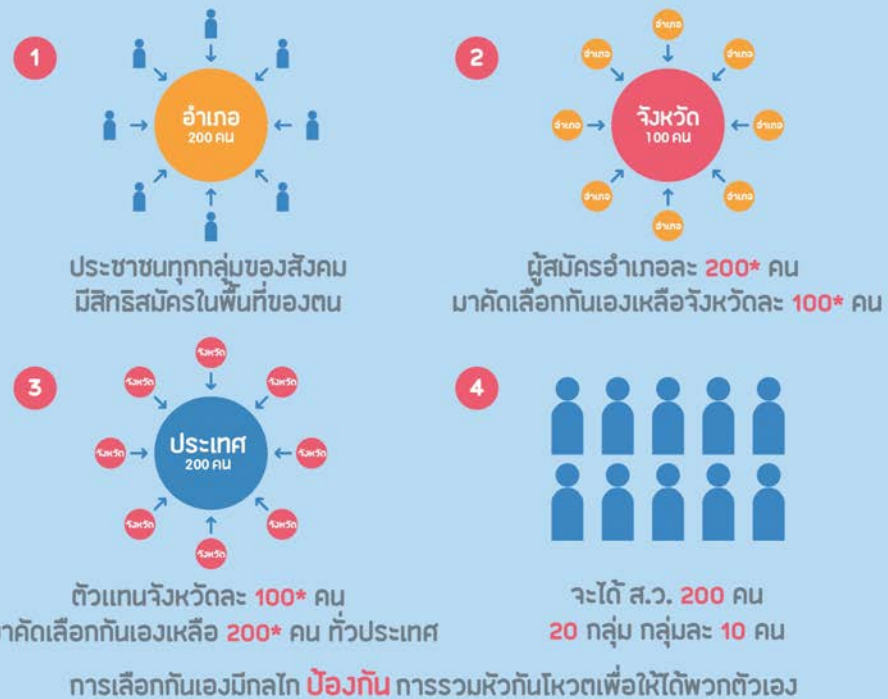 1
อำเภอ
200 คน
ประชาชนทุกกลุ่มของสังคม
มีสิทธิสมัครในพื้นที่ของตน
2
อำเภอ
อำเภอ
อำเภอ
อำเภอ
อำเภอ
อำเภอ
อำเภอ
อำเภอ
จังหวัด
100 คน
ผู้สมัครอำเภอละ 200* คน
มาคัดเลือกกันเองเหลือจังหวัดละ 100* คน
3
จังหวัด
จังหวัด
จังหวัด
จังหวัด
จังหวัด
จังหวัด
จังหวัด
จังหวัด
ประเทศ
200 คน
ตัวแทนจังหวัดละ 100* คน
มาคัดเลือกกันเองเหลือ 200* คน ทั่วประเทศ
4
จะได้ ส.ว. 200 คน
20 กลุ่ม กลุ่มละ 10 คน
การเลือกกันเองมีกลไก ป้องกัน การรวมหัวกันโหวตเพื่อให้ได้พวกตัวเอง